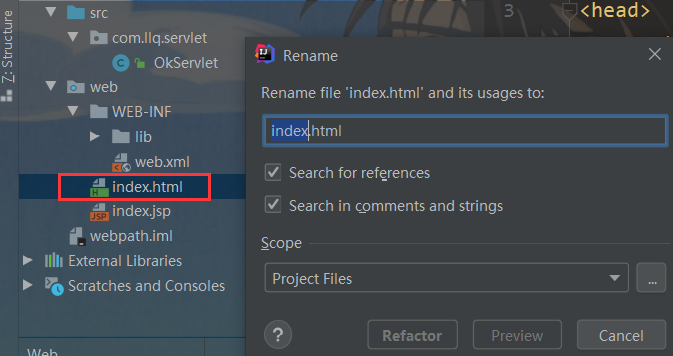 Z: Structure
src
com.llq.servlet
OkServlet
web
WEB-INF
lib
web.xml
index.html
index.jsp
webpath.iml
External Libraries
Scratches and Consoles
Web
3 <head>
Rename
Rename file 'index.html' and its usages to:
index.html
Search for references
Search in comments and strings
Scope
Project Files
...
? Refactor Preview Cancel